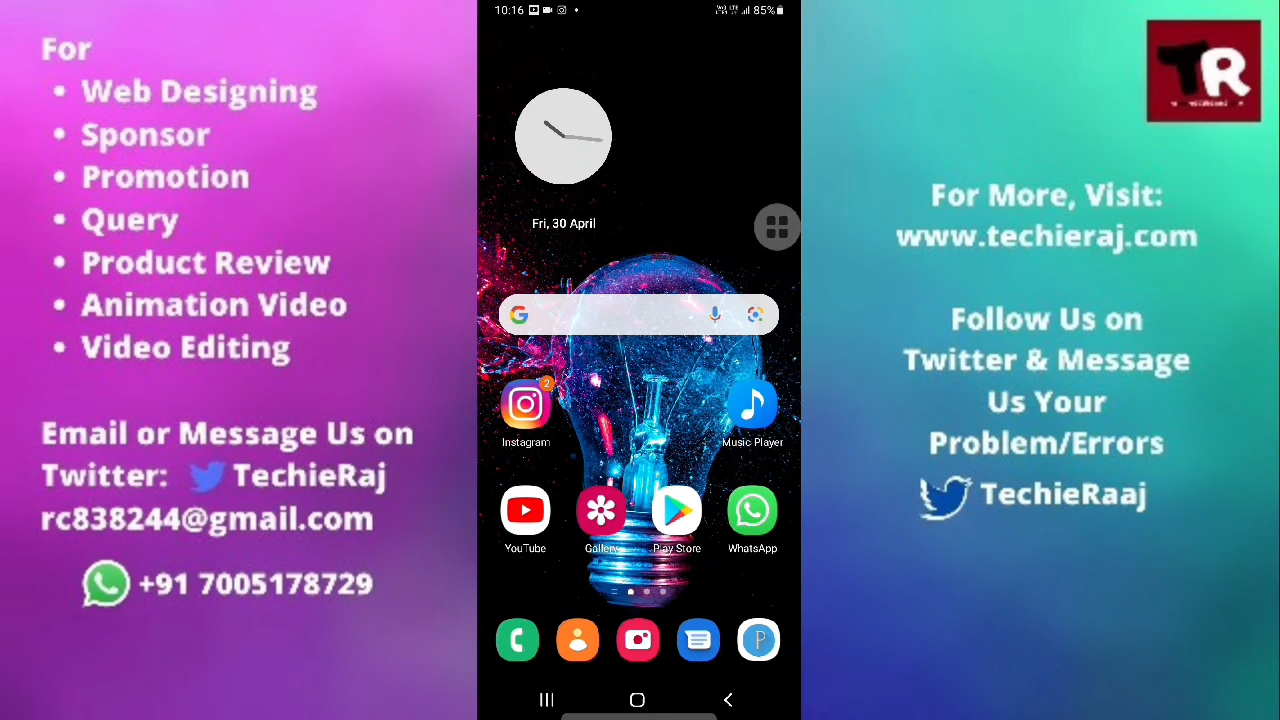 For
• Web Designing
• Sponsor
• Promotion
• Query
• Product Review
• Animation Video
• Video Editing
Email or Message Us on
Twitter: TechieRaj
rc838244@gmail.com
+91 7005178729
10:16
85%
Fri, 30 April
G
Instagram
2
Music Player
YouTube
Gallery
Play Store
WhatsApp
P
TR
For More, Visit:
www.techieraj.com
Follow Us on
Twitter & Message
Us Your
Problem/Errors
TechieRaaj